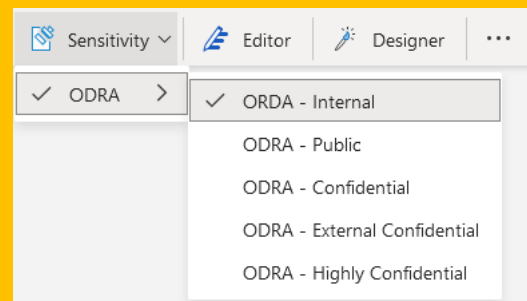 Sensitivity Editor Designer ...
ODRA
ORDA - Internal
ODRA - Public
ODRA - Confidential
ODRA - External Confidential
ODRA - Highly Confidential